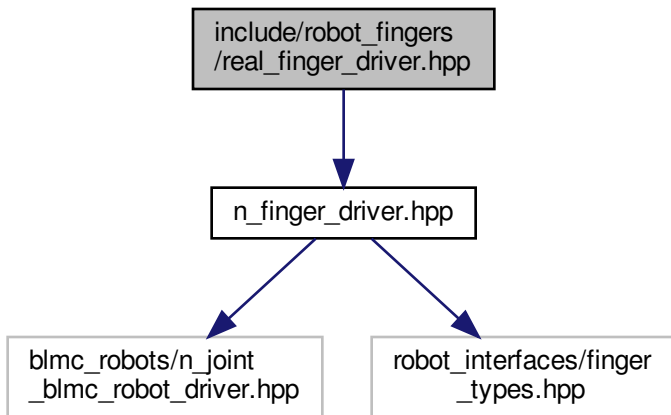 include/robot_fingers
/real_finger_driver.hpp
n_finger_driver.hpp
blmc_robots/n_joint
_blmc_robot_driver.hpp
robot_interfaces/finger
_types.hpp